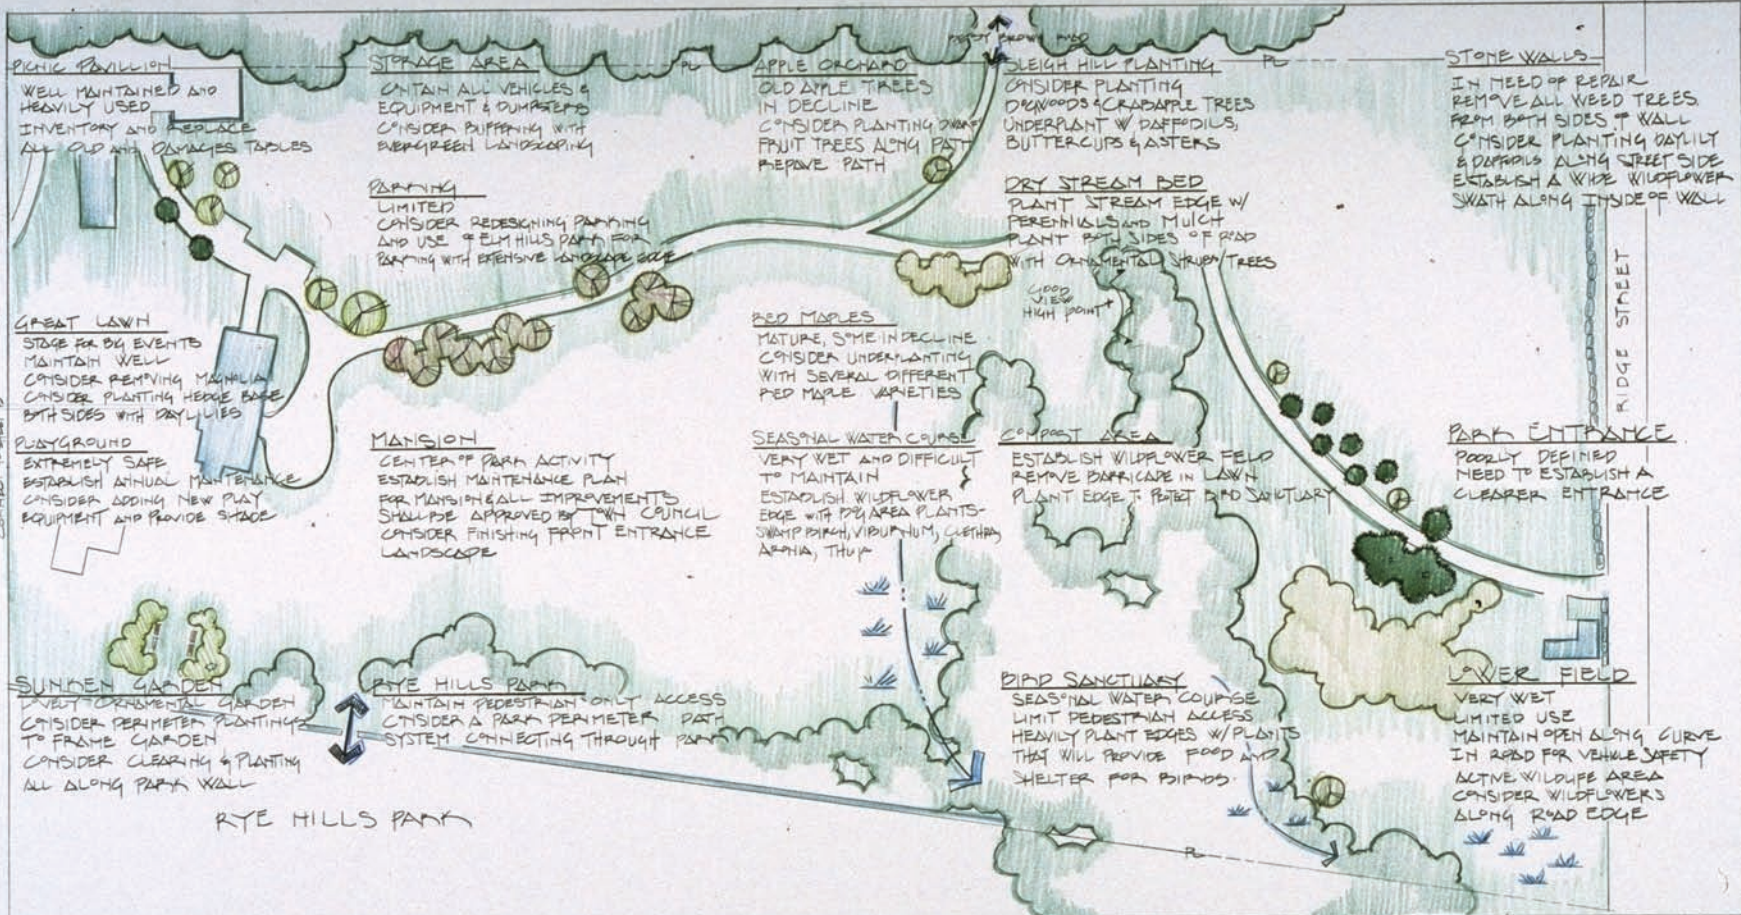 PICNIC PAVILLION
WELL MAINTAINED AND
HEAVILY USED
INVENTORY AND REPLACE
ALL OLD AND DAMAGES TABLES
STORAGE AREA
CONTAIN ALL VEHICLES &
EQUIPMENT & DUMPSTERS
CONSIDER BUFFERING WITH
EVERGREEN LANDSCAPING
PL
APPLE ORCHARD
OLD APPLE TREES
IN DECLINE
CONSIDER PLANTING DWARF
FRUIT TREES ALONG PATH
REPAVE PATH
BROWN ROAD
SLEIGH HILL PLANTING
CONSIDER PLANTING
DOGWOODS & CRABAPPLE TREES
UNDERPLANT W/ DAFFODILS,
BUTTERCUPS & ASTERS
PL
STONE WALLS
IN NEED OF REPAIR
REMOVE ALL WEED TREES
FROM BOTH SIDES OF WALL
CONSIDER PLANTING DAYLILY
& DAFFODILS ALONG STREET SIDE
ESTABLISH A WIDE WILDFLOWER
SWATH ALONG INSIDE OF WALL
PARKING
LIMITED
CONSIDER REDESIGNING PARKING
AND USE OF ELM HILLS PARK FOR
PARKING WITH EXTENSIVE LANDSCAPE EDGE
DRY STREAM BED
PLANT STREAM EDGE W/
PERENNIALS AND MULCH
PLANT BOTH SIDES OF ROAD
WITH ORNAMENTAL SHRUBS/TREES
GOOD
VIEW
HIGH POINT
RIDGE STREET
GREAT LAWN
STAGE FOR BIG EVENTS
MAINTAIN WELL
CONSIDER REMOVING MAGNOLIA
CONSIDER PLANTING HEDGE BASE
BOTH SIDES WITH DAYLILIES
RED MAPLES
MATURE, SOME IN DECLINE
CONSIDER UNDERPLANTING
WITH SEVERAL DIFFERENT
RED MAPLE VARIETIES
PLAYGROUND
EXTREMELY SAFE
ESTABLISH ANNUAL MAINTENANCE
CONSIDER ADDING NEW PLAY
EQUIPMENT AND PROVIDE SHADE
MANSION
CENTER OF PARK ACTIVITY
ESTABLISH MAINTENANCE PLAN
FOR MANSION & ALL IMPROVEMENTS
SHALL BE APPROVED BY TOWN COUNCIL
CONSIDER FINISHING FRONT ENTRANCE
LANDSCAPE
SEASONAL WATER COURSE
VERY WET AND DIFFICULT
TO MAINTAIN
ESTABLISH WILDFLOWER
EDGE WITH BOG AREA PLANTS-
SWAMP BIRCH, VIBURNUM, CLETHRA,
ARONIA, THUJA
COMPOST AREA
ESTABLISH WILDFLOWER FIELD
REMOVE BARRICADE IN LAWN
PLANT EDGE TO PROTECT BIRD SANCTUARY
PARK ENTRANCE
POORLY DEFINED
NEED TO ESTABLISH A
CLEARER ENTRANCE
SUNKEN GARDEN
LOVELY ORNAMENTAL GARDEN
CONSIDER PERIMETER PLANTINGS
TO FRAME GARDEN
CONSIDER CLEARING & PLANTING
ALL ALONG PARK WALL
RYE HILLS PARK
MAINTAIN PEDESTRIAN ONLY ACCESS
CONSIDER A PARK PERIMETER PATH
SYSTEM CONNECTING THROUGH PARK
BIRD SANCTUARY
SEASONAL WATER COURSE
LIMIT PEDESTRIAN ACCESS
HEAVILY PLANT EDGES W/ PLANTS
THAT WILL PROVIDE FOOD AND
SHELTER FOR BIRDS.
LOWER FIELD
VERY WET
LIMITED USE
MAINTAIN OPEN ALONG CURVE
IN ROAD FOR VEHICLE SAFETY
ACTIVE WILDLIFE AREA
CONSIDER WILDFLOWERS
ALONG ROAD EDGE
RYE HILLS PARK
PL